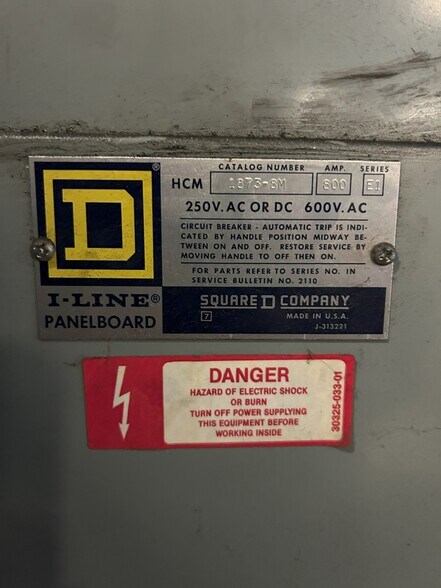 CATALOG NUMBER AMP. SERIES
HCM 1873-8M 800 E1
250V. AC OR DC 600V. AC
CIRCUIT BREAKER - AUTOMATIC TRIP IS INDI-
CATED BY HANDLE POSITION MIDWAY BE-
TWEEN ON AND OFF. RESTORE SERVICE BY
MOVING HANDLE TO OFF THEN ON.
FOR PARTS REFER TO SERIES NO. IN
SERVICE BULLETIN NO. 2110
D
I-LINE®
PANELBOARD
SQUARE D COMPANY
7 MADE IN U.S.A.
J-313221
DANGER
HAZARD OF ELECTRIC SHOCK
OR BURN
TURN OFF POWER SUPPLYING
THIS EQUIPMENT BEFORE
WORKING INSIDE
30325-033-01